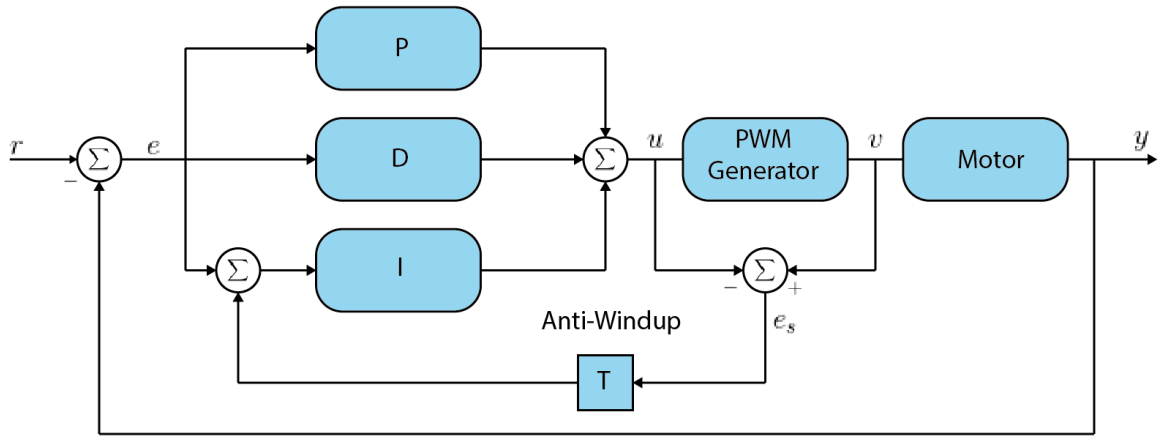 P
r
Σ
−
e
D
Σ
u
PWM
Generator
v
Motor
y
Σ
I
Σ
−
+
Anti-Windup
e_s
T